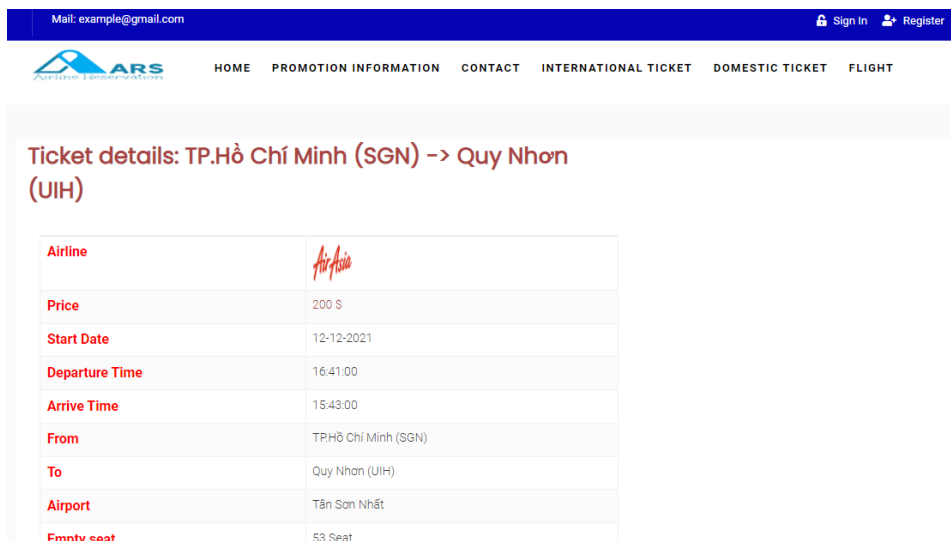 Mail: example@gmail.com
Sign In Register
ARS
Airline Reservation
HOME PROMOTION INFORMATION CONTACT INTERNATIONAL TICKET DOMESTIC TICKET FLIGHT
Ticket details: TP.Hồ Chí Minh (SGN) -> Quy Nhơn
(UIH)
Airline AirAsia
Price 200 $
Start Date 12-12-2021
Departure Time 16:41:00
Arrive Time 15:43:00
From TP.Hồ Chí Minh (SGN)
To Quy Nhơn (UIH)
Airport Tân Sơn Nhất
Empty seat 53 Seat